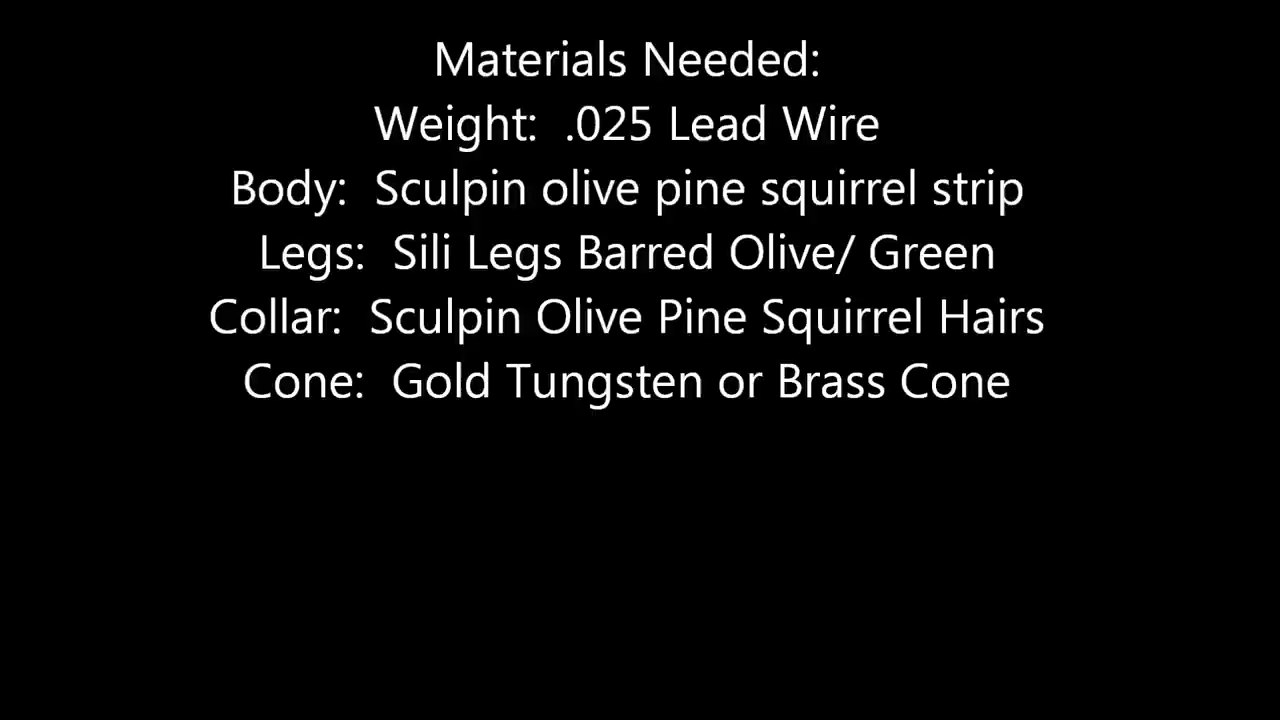 Materials Needed:
Weight:  .025 Lead Wire
Body:  Sculpin olive pine squirrel strip
Legs:  Sili Legs Barred Olive/ Green
Collar:  Sculpin Olive Pine Squirrel Hairs
Cone:  Gold Tungsten or Brass Cone